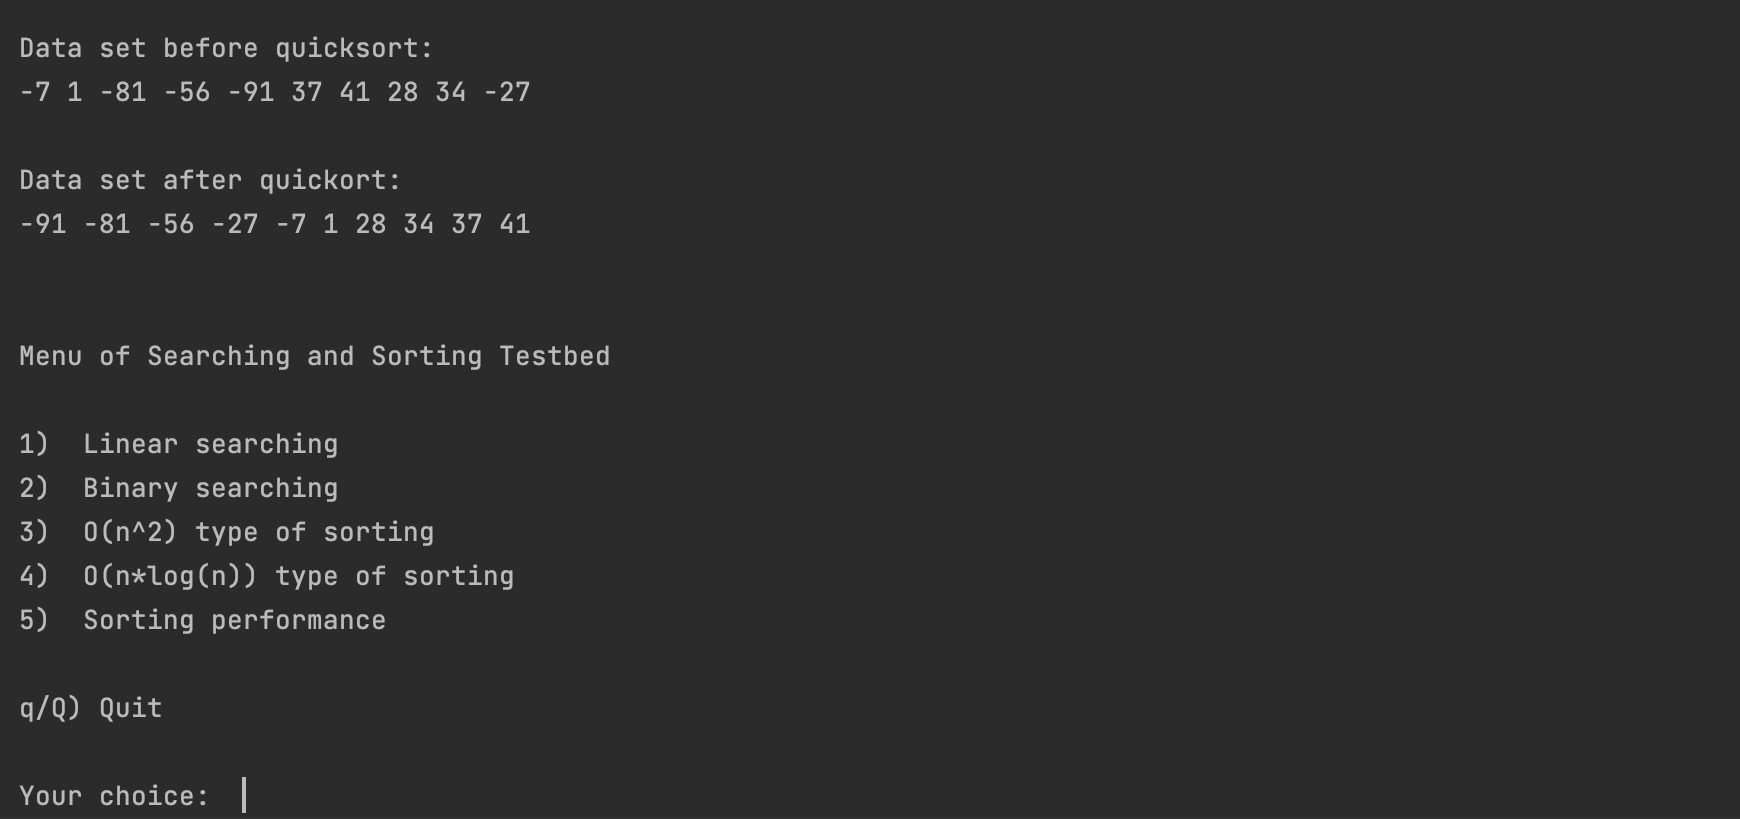 Data set before quicksort:
-7 1 -81 -56 -91 37 41 28 34 -27
Data set after quickort:
-91 -81 -56 -27 -7 1 28 34 37 41
Menu of Searching and Sorting Testbed
1)  Linear searching
2)  Binary searching
3)  O(n^2) type of sorting
4)  O(n*log(n)) type of sorting
5)  Sorting performance
q/Q) Quit
Your choice: